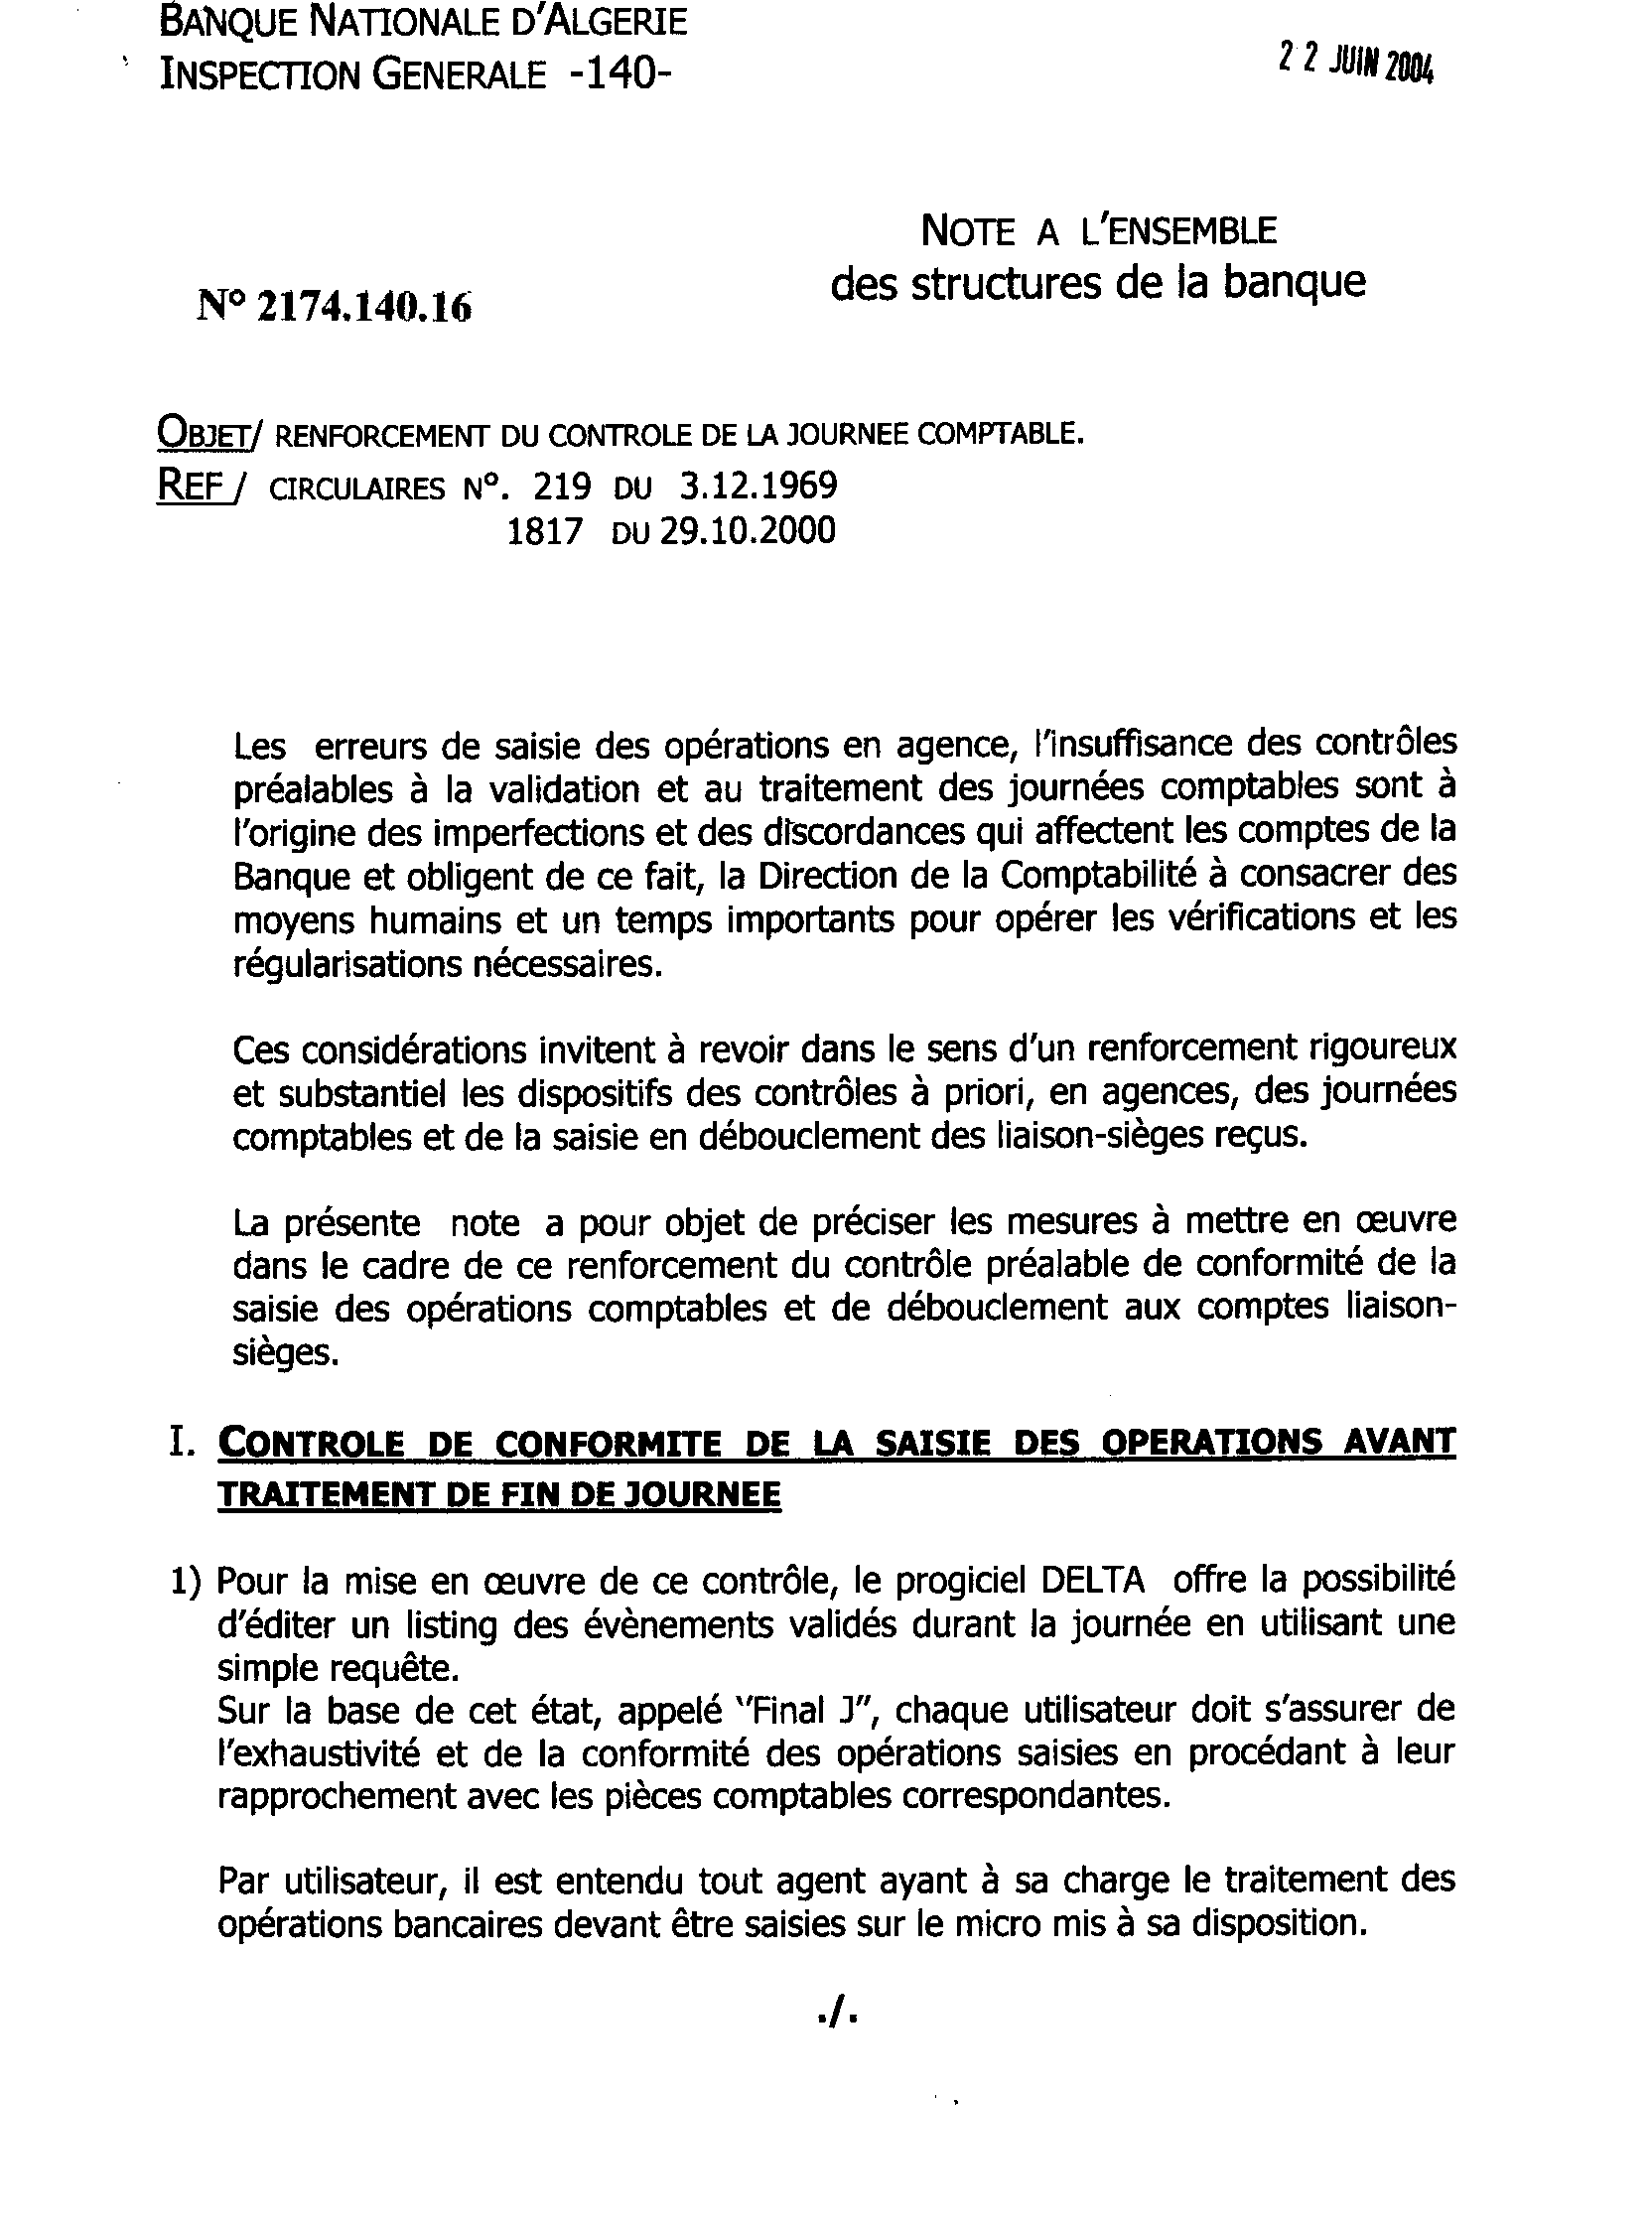 BANQUE NATIONALE D'ALGERIE
INSPECTION GENERALE -140-
22 JUIN 2004
NOTE A L'ENSEMBLE
des structures de la banque
N° 2174.140.16
OBJET/ RENFORCEMENT DU CONTROLE DE LA JOURNEE COMPTABLE.
REF / CIRCULAIRES N°. 219 DU 3.12.1969
1817 DU 29.10.2000
Les erreurs de saisie des opérations en agence, l'insuffisance des contrôles
préalables à la validation et au traitement des journées comptables sont à
l'origine des imperfections et des discordances qui affectent les comptes de la
Banque et obligent de ce fait, la Direction de la Comptabilité à consacrer des
moyens humains et un temps importants pour opérer les vérifications et les
régularisations nécessaires.
Ces considérations invitent à revoir dans le sens d'un renforcement rigoureux
et substantiel les dispositifs des contrôles à priori, en agences, des journées
comptables et de la saisie en débouclement des liaison-sièges reçus.
La présente note a pour objet de préciser les mesures à mettre en œuvre
dans le cadre de ce renforcement du contrôle préalable de conformité de la
saisie des opérations comptables et de débouclement aux comptes liaison-
sièges.
I. CONTROLE DE CONFORMITE DE LA SAISIE DES OPERATIONS AVANT
TRAITEMENT DE FIN DE JOURNEE
1) Pour la mise en œuvre de ce contrôle, le progiciel DELTA offre la possibilité
d'éditer un listing des évènements validés durant la journée en utilisant une
simple requête.
Sur la base de cet état, appelé "Final J", chaque utilisateur doit s'assurer de
l'exhaustivité et de la conformité des opérations saisies en procédant à leur
rapprochement avec les pièces comptables correspondantes.
Par utilisateur, il est entendu tout agent ayant à sa charge le traitement des
opérations bancaires devant être saisies sur le micro mis à sa disposition.
./.